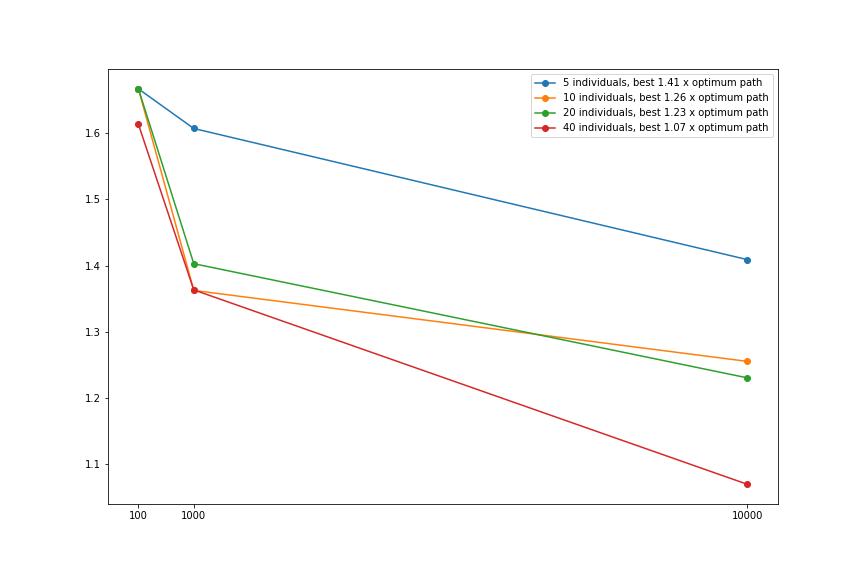 5 individuals, best 1.41 x optimum path
10 individuals, best 1.26 x optimum path
20 individuals, best 1.23 x optimum path
40 individuals, best 1.07 x optimum path
1.6
1.5
1.4
1.3
1.2
1.1
100 1000 10000